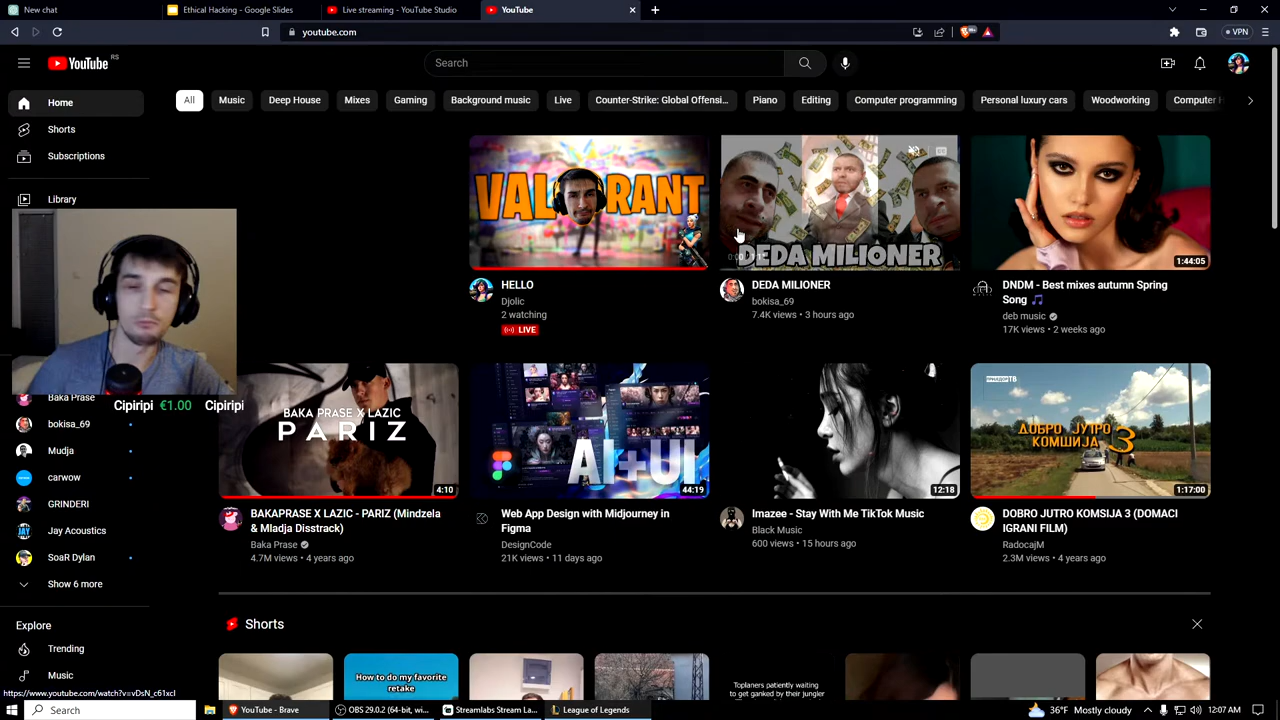 New chat
Ethical Hacking - Google Slides
Live streaming - YouTube Studio
YouTube
youtube.com
VPN
YouTube RS
Search
All
Music
Deep House
Mixes
Gaming
Background music
Live
Counter-Strike: Global Offensi...
Piano
Editing
Computer programming
Personal luxury cars
Woodworking
Computer H
Home
Shorts
Subscriptions
Library
VALORANT
HELLO
Djolic
2 watching
LIVE
DEDA MILIONER
DEDA MILIONER
bokisa_69
7.4K views • 3 hours ago
1:44:05
DNDM - Best mixes autumn Spring
Song 🎵
deb music
17K views • 2 weeks ago
Baka Prase
Cipiripi €1.00 Cipiripi
bokisa_69
Mudja
carwow
GRINDERI
Jay Acoustics
SoaR Dylan
Show 6 more
BAKA PRASE X LAZIC
PARIZ
4:10
BAKAPRASE X LAZIC - PARIZ (Mindzela
& Mladja Disstrack)
Baka Prase
4.7M views • 4 years ago
AI+UI
44:19
Web App Design with Midjourney in
Figma
DesignCode
21K views • 11 days ago
12:18
Imazee - Stay With Me TikTok Music
Black Music
600 views • 15 hours ago
ДОБРО ЈУТРО
КОМШИЈА 3
1:17:00
DOBRO JUTRO KOMSIJA 3 (DOMACI
IGRANI FILM)
RadocajM
2.3M views • 4 years ago
Explore
Trending
Music
Shorts
How to do my favorite
retake
Toplaners patiently waiting
to get ganked by their jungler
https://www.youtube.com/watch?v=vDsN_c61xcI
Search
YouTube - Brave
OBS 29.0.2 (64-bit, wi...
Streamlabs Stream La...
League of Legends
36°F Mostly cloudy
12:07 AM